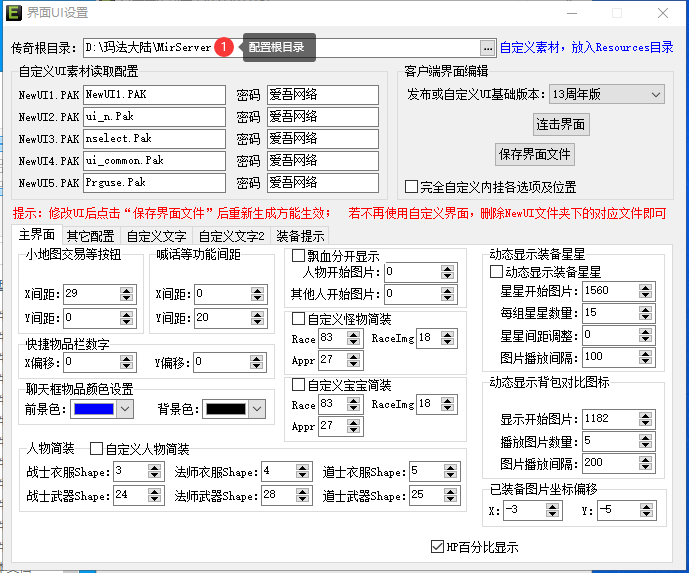 界面UI设置
传奇根目录: D:\玛法大陆\MirServer 1 配置根目录 ... 自定义素材, 放入Resources目录
自定义UI素材读取配置
NewUI1.PAK NewUI1.PAK 密码 爱吾网络
NewUI2.PAK ui_n.Pak 密码 爱吾网络
NewUI3.PAK nselect.Pak 密码 爱吾网络
NewUI4.PAK ui_common.Pak 密码 爱吾网络
NewUI5.PAK Prguse.Pak 密码 爱吾网络
客户端界面编辑
发布或自定义UI基础版本: 13周年版
连击界面
保存界面文件
完全自定义内挂各选项及位置
提示: 修改UI后点击“保存界面文件”后重新生成方能生效; 若不再使用自定义界面, 删除NewUI文件夹下的对应文件即可
主界面 其它配置 自定义文字 自定义文字2 装备提示
小地图交易等按钮
X间距: 29
Y间距: 0
喊话等功能间距
X间距: 0
Y间距: 20
快捷物品栏数字
X偏移: 0 Y偏移: 0
聊天框物品颜色设置
前景色: 背景色:
飘血分开显示
人物开始图片: 0
其他人开始图片: 0
自定义怪物简装
Race 83 RaceImg 18
Appr 27
自定义宝宝简装
Race 83 RaceImg 18
Appr 27
人物简装 自定义人物简装
战士衣服Shape: 3 法师衣服Shape: 4 道士衣服Shape: 5
战士武器Shape: 24 法师武器Shape: 28 道士武器Shape: 25
动态显示装备星星
动态显示装备星星
星星开始图片: 1560
每组星星数量: 15
星星间距调整: 0
图片播放间隔: 100
动态显示背包对比图标
显示开始图片: 1182
播放图片数量: 5
图片播放间隔: 200
已装备图片坐标偏移
X: -3 Y: -5
HP百分比显示